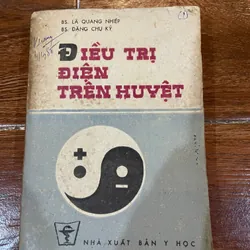 BS. LÃ QUANG NHIẾP
BS. ĐẶNG CHU KỶ
ĐIỀU TRỊ
ĐIỆN
TRÊN HUYỆT
+
-
NHÀ XUẤT BẢN Y HỌC